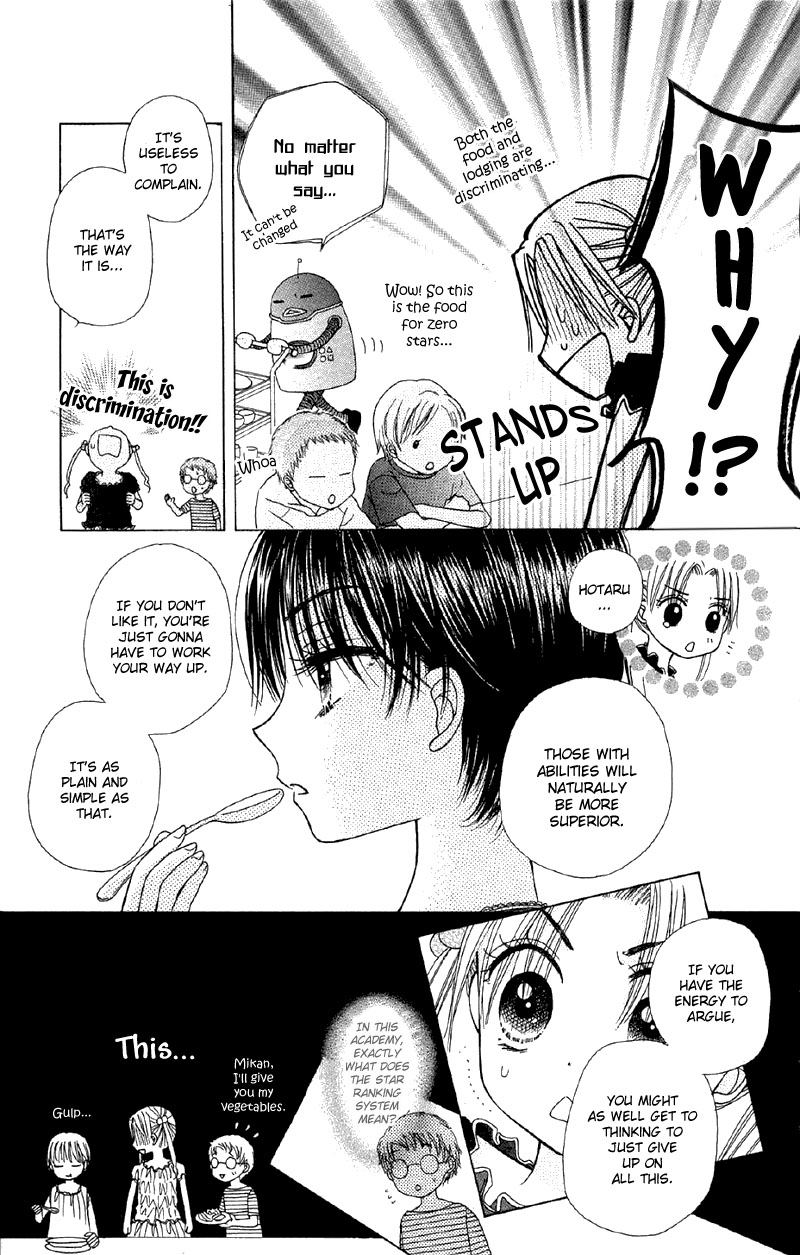 WHY!?
Both the
food and
lodging are
discriminating...
STANDS
UP
No matter
what you
say...
It can't be
changed
Wow! So this
is the food
for zero
stars...
Whoa
IT'S
USELESS
TO
COMPLAIN.
THAT'S
THE WAY
IT IS...
This is
discrimination!!
HOTARU
...
THOSE WITH
ABILITIES WILL
NATURALLY
BE MORE
SUPERIOR.
IF YOU DON'T
LIKE IT, YOU'RE
JUST GONNA
HAVE TO WORK
YOUR WAY UP.
IT'S AS
PLAIN AND
SIMPLE AS
THAT.
IF YOU
HAVE THE
ENERGY TO
ARGUE,
YOU MIGHT
AS WELL GET TO
THINKING TO
JUST GIVE
UP ON
ALL THIS.
IN THIS
ACADEMY,
EXACTLY
WHAT DOES
THE STAR
RANKING
SYSTEM
MEAN?
This...
Mikan,
I'll give
you my
vegetables.
Gulp...